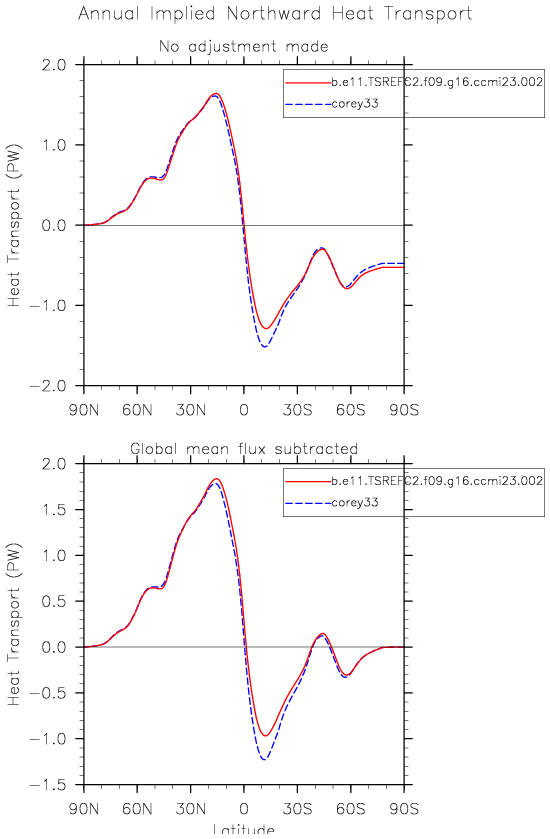 Annual Implied Northward Heat Transport
No adjustment made
b.e11.TSREFC2.f09.g16.ccmi23.002
corey33
Heat Transport (PW)
2.0
1.0
0.0
−1.0
−2.0
90N 60N 30N 0 30S 60S 90S
Global mean flux subtracted
b.e11.TSREFC2.f09.g16.ccmi23.002
corey33
Heat Transport (PW)
2.0
1.5
1.0
0.5
0.0
−0.5
−1.0
−1.5
90N 60N 30N 0 30S 60S 90S
Latitude